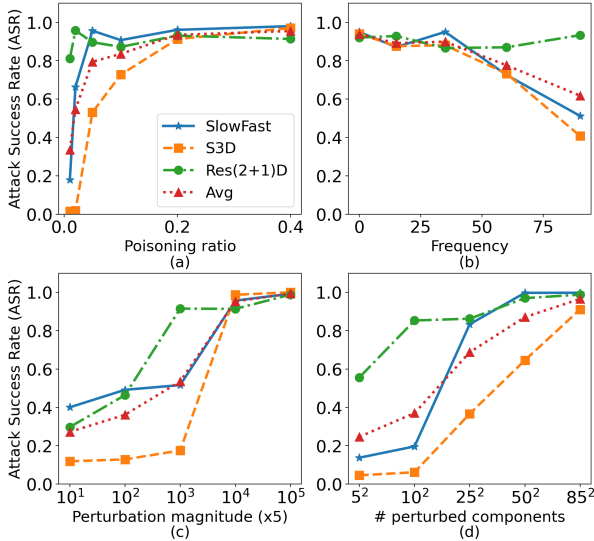 Attack Success Rate (ASR)
1.0
0.8
0.6
0.4
0.2
0.0
SlowFast
S3D
Res(2+1)D
Avg
0.0 0.2 0.4
Poisoning ratio
(a)
1.0
0.8
0.6
0.4
0.2
0.0
0 25 50 75
Frequency
(b)
Attack Success Rate (ASR)
1.0
0.8
0.6
0.4
0.2
0.0
10¹ 10² 10³ 10⁴ 10⁵
Perturbation magnitude (x5)
(c)
1.0
0.8
0.6
0.4
0.2
0.0
5² 10² 25² 50² 85²
# perturbed components
(d)